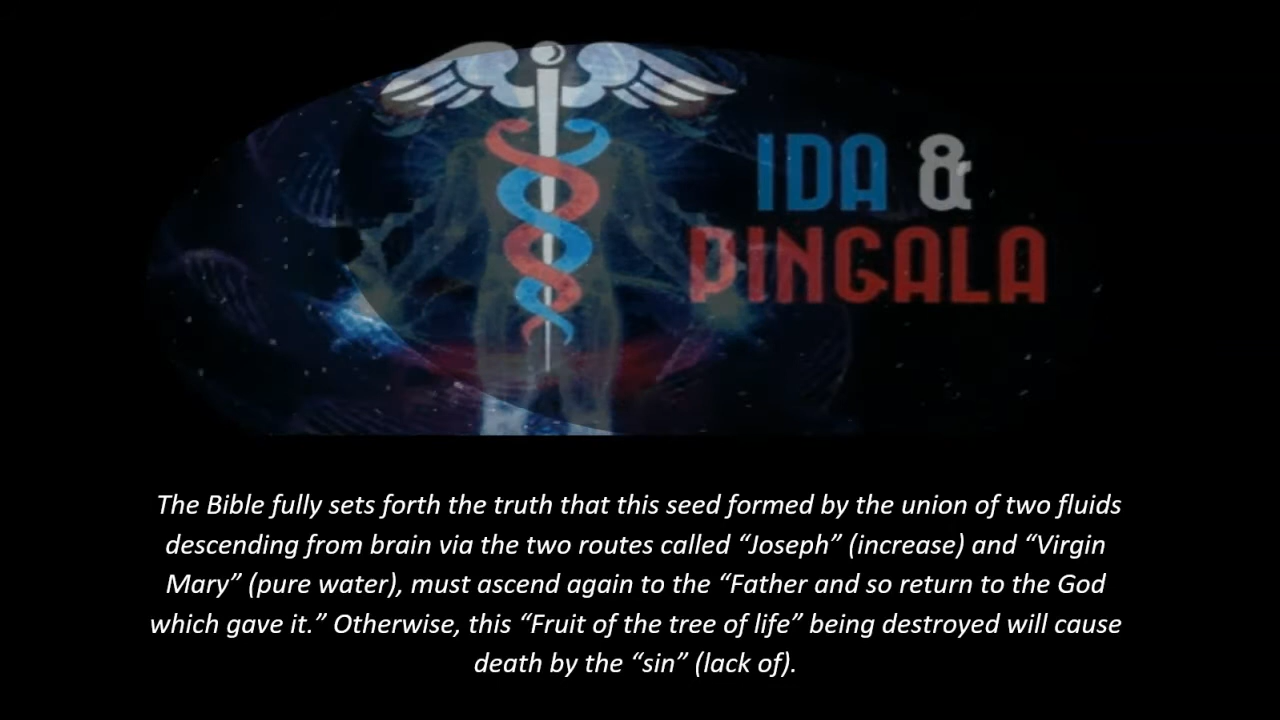 IDA &
PINGALA
The Bible fully sets forth the truth that this seed formed by the union of two fluids
descending from brain via the two routes called “Joseph” (increase) and “Virgin
Mary” (pure water), must ascend again to the “Father and so return to the God
which gave it.” Otherwise, this “Fruit of the tree of life” being destroyed will cause
death by the “sin” (lack of).